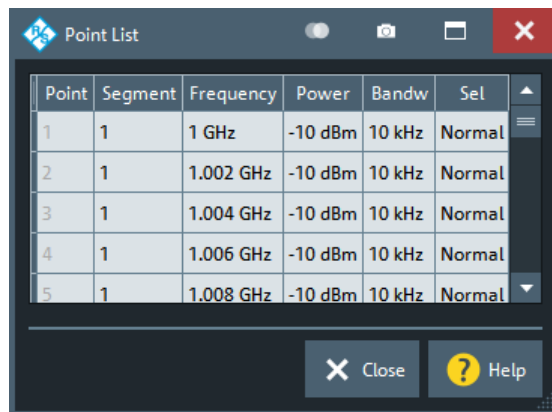 Point List
Point Segment Frequency Power Bandw Sel
1 1 1 GHz -10 dBm 10 kHz Normal
2 1 1.002 GHz -10 dBm 10 kHz Normal
3 1 1.004 GHz -10 dBm 10 kHz Normal
4 1 1.006 GHz -10 dBm 10 kHz Normal
5 1 1.008 GHz -10 dBm 10 kHz Normal
Close ? Help